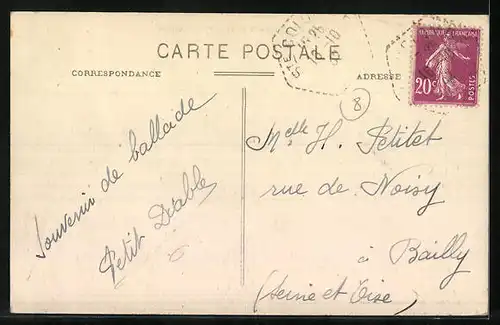 CARTE POSTALE
CORRESPONDANCE
ADRESSE
RÉPUBLIQUE FRANÇAISE
20c
POSTES
8
Souvenir de ballade
Petit Diable
Melle H. Petitet
rue de Noisy
à Bailly
(Seine et Oise)